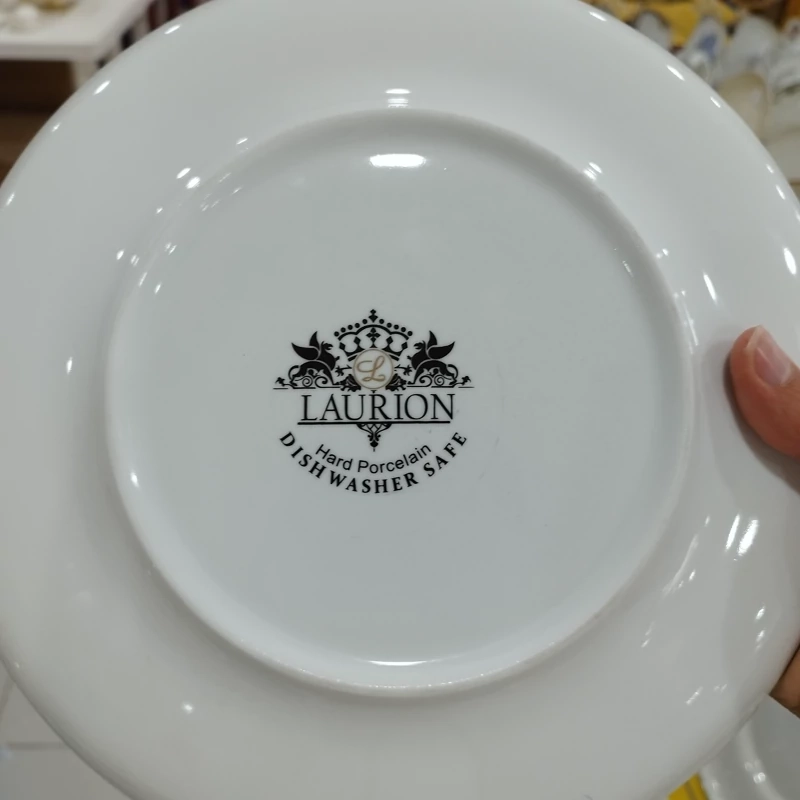 L
LAURION
Hard Porcelain
DISHWASHER SAFE